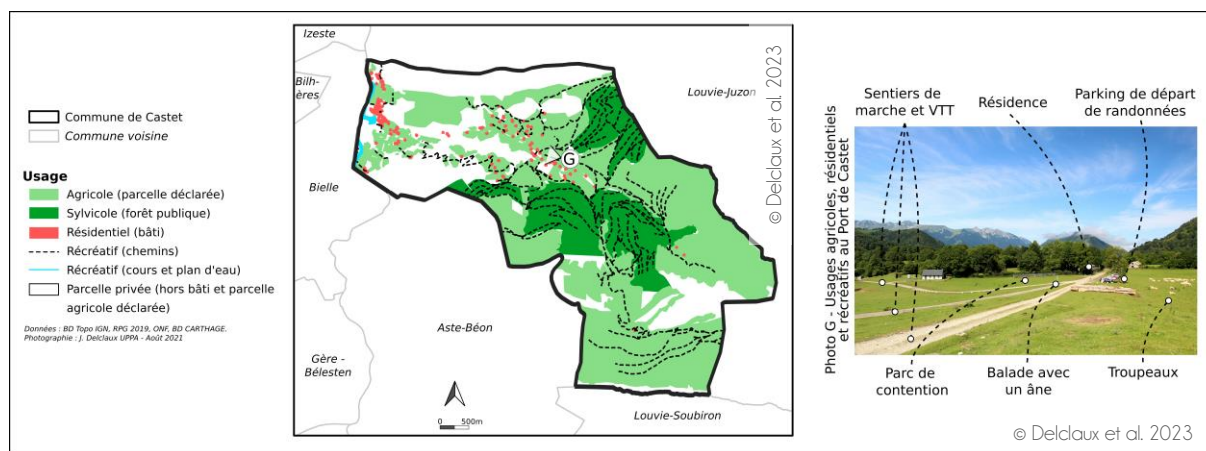 Commune de Castet
Commune voisine
Usage
Agricole (parcelle déclarée)
Sylvicole (forêt publique)
Résidentiel (bâti)
Récréatif (chemins)
Récréatif (cours et plan d'eau)
Parcelle privée (hors bâti et parcelle
agricole déclarée)
Données : BD Topo IGN, RPG 2019, ONF, BD CARTHAGE.
Photographie : J. Delclaux UPPA - Août 2021
Izeste
Bilh-
ères
Louvie-Juzon
Bielle
G
Aste-Béon
Gère -
Bélesten
0 500m
Louvie-Soubiron
© Delclaux et al. 2023
Photo G - Usages agricoles, résidentiels
et récréatifs au Port de Castet
Sentiers de
marche et VTT
Résidence
Parking de départ
de randonnées
Parc de
contention
Balade avec
un âne
Troupeaux
© Delclaux et al. 2023